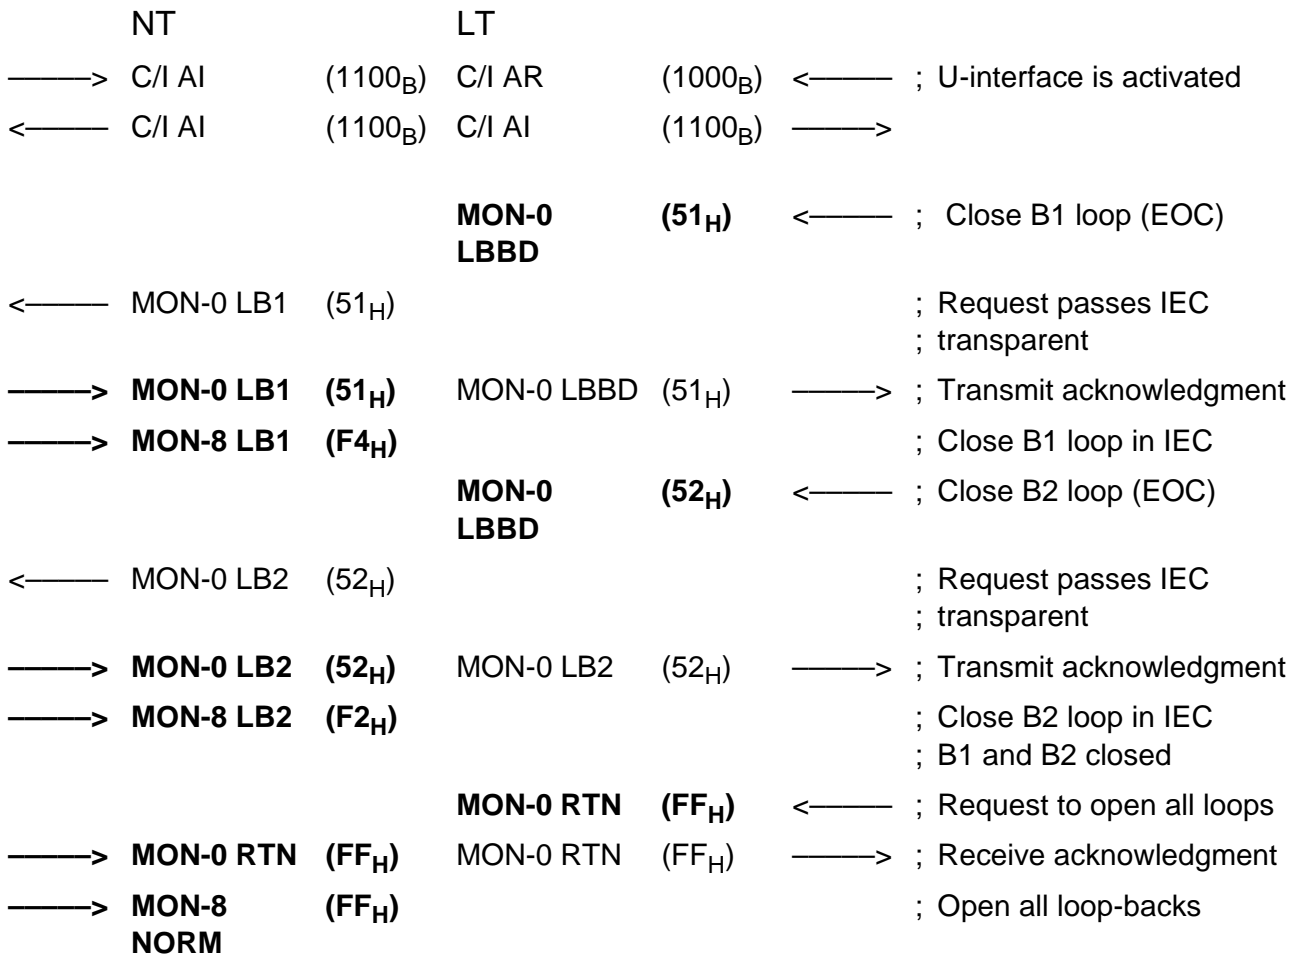 NT LT
–––––> C/I AI (1100B) C/I AR (1000B) <––––– ; U-interface is activated
<––––– C/I AI (1100B) C/I AI (1100B) –––––>
MON-0 (51H) <––––– ; Close B1 loop (EOC)
LBBD
<––––– MON-0 LB1 (51H) ; Request passes IEC
; transparent
–––––> MON-0 LB1 (51H) MON-0 LBBD (51H) –––––> ; Transmit acknowledgment
–––––> MON-8 LB1 (F4H) ; Close B1 loop in IEC
MON-0 (52H) <––––– ; Close B2 loop (EOC)
LBBD
<––––– MON-0 LB2 (52H) ; Request passes IEC
; transparent
–––––> MON-0 LB2 (52H) MON-0 LB2 (52H) –––––> ; Transmit acknowledgment
–––––> MON-8 LB2 (F2H) ; Close B2 loop in IEC
; B1 and B2 closed
MON-0 RTN (FFH) <––––– ; Request to open all loops
–––––> MON-0 RTN (FFH) MON-0 RTN (FFH) –––––> ; Receive acknowledgment
–––––> MON-8 (FFH) ; Open all loop-backs
NORM